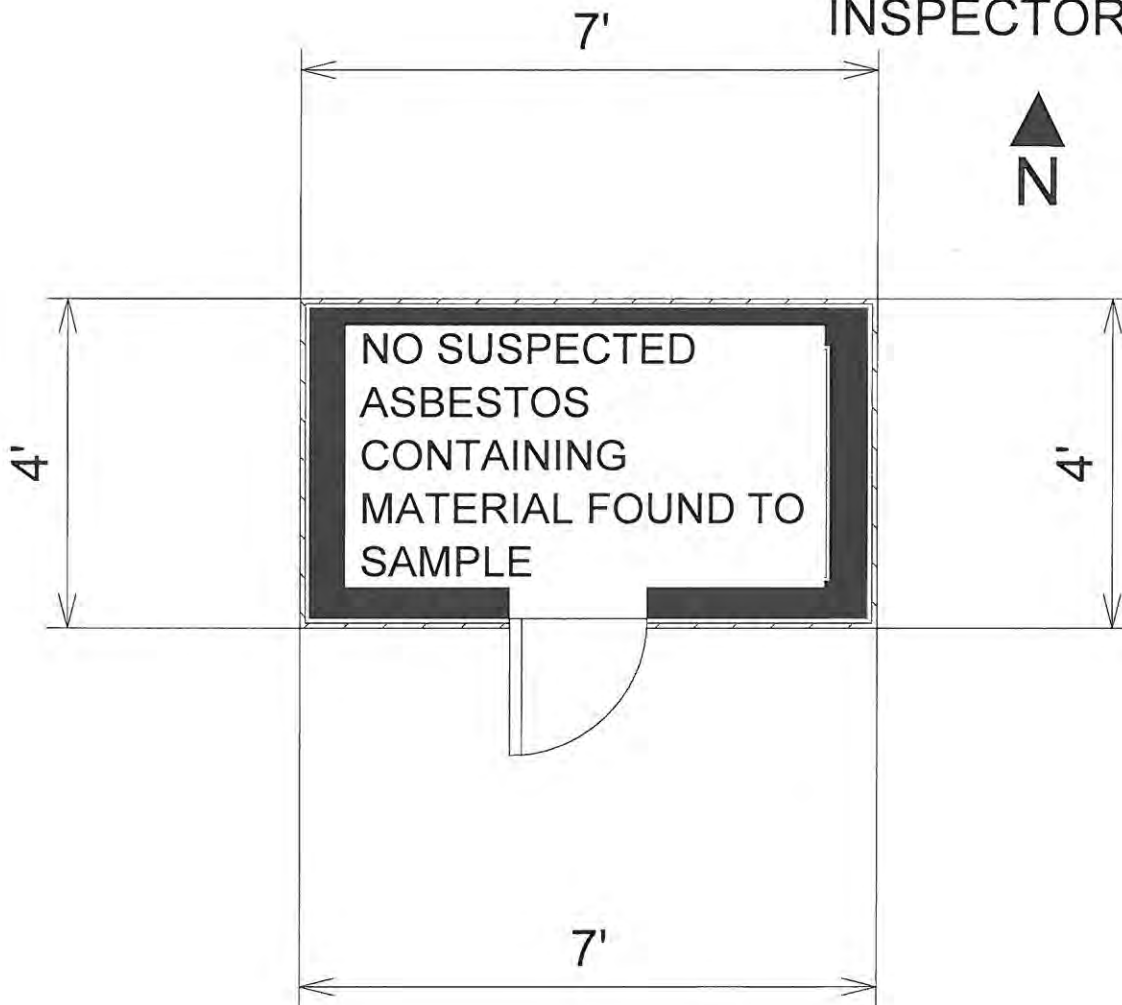 7'
INSPECTOR
N
NO SUSPECTED
ASBESTOS
CONTAINING
MATERIAL FOUND TO
SAMPLE
4'
4'
7'